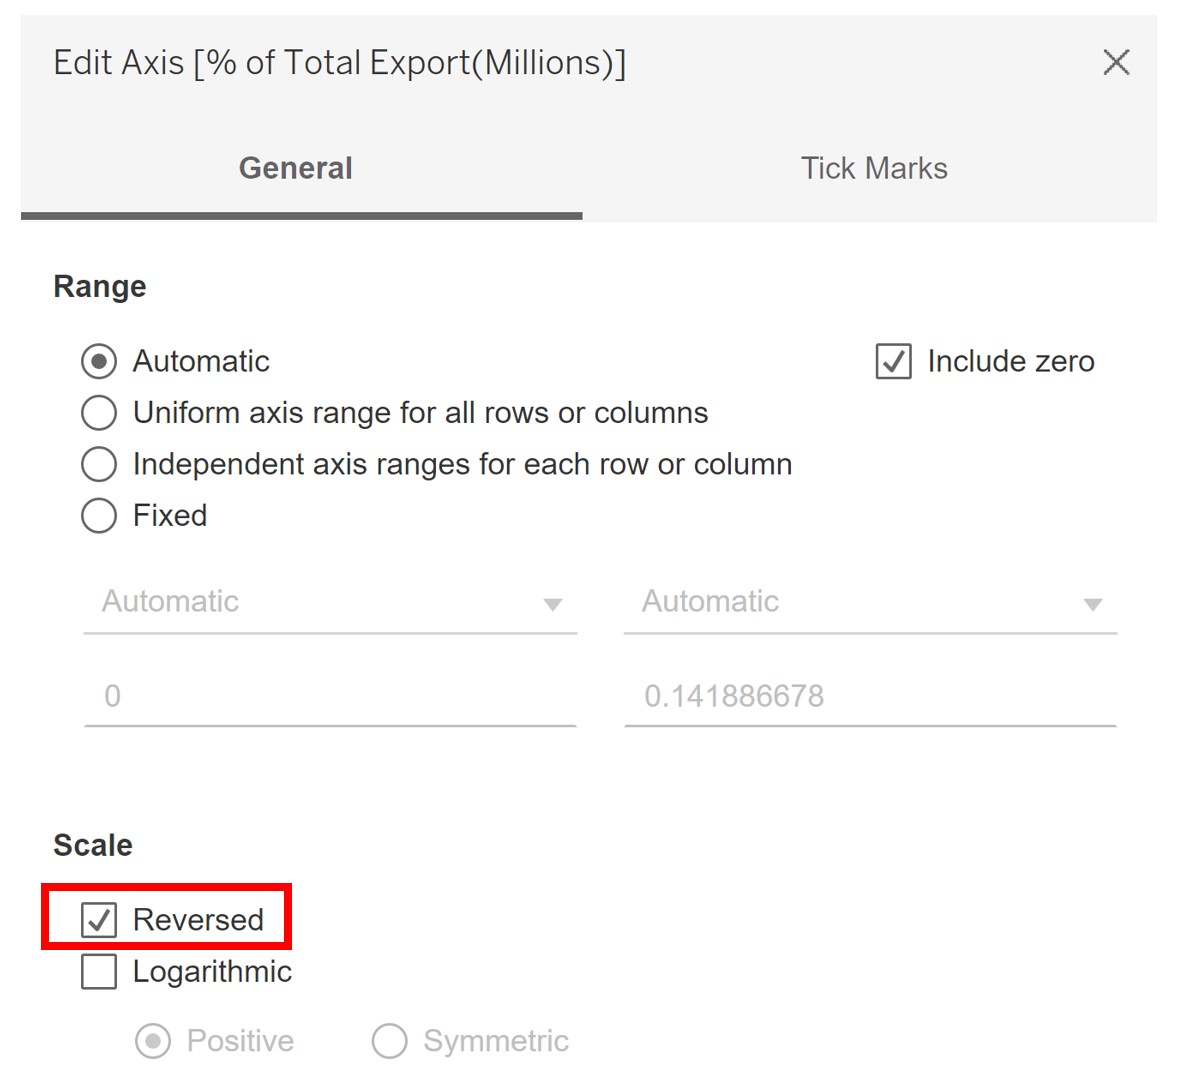 Edit Axis [% of Total Export(Millions)]
General Tick Marks
Range
Automatic Include zero
Uniform axis range for all rows or columns
Independent axis ranges for each row or column
Fixed
Automatic Automatic
0 0.141886678
Scale
Reversed
Logarithmic
Positive Symmetric